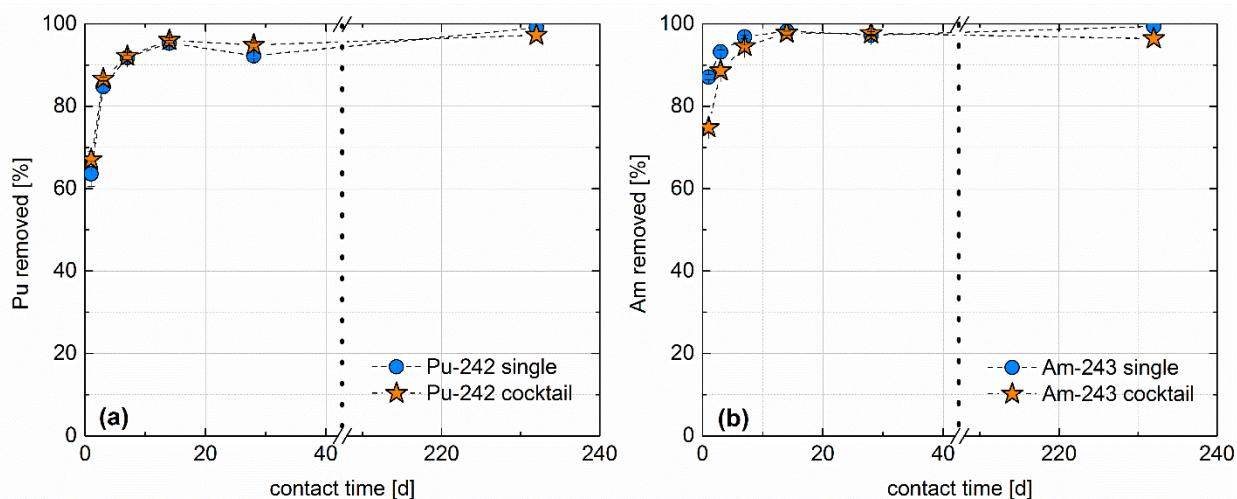 100
80
60
40
20
0
Pu removed [%]
Pu-242 single
Pu-242 cocktail
(a)
0 20 40 220 240
contact time [d]
100
80
60
40
20
0
Am removed [%]
Am-243 single
Am-243 cocktail
(b)
0 20 40 220 240
contact time [d]